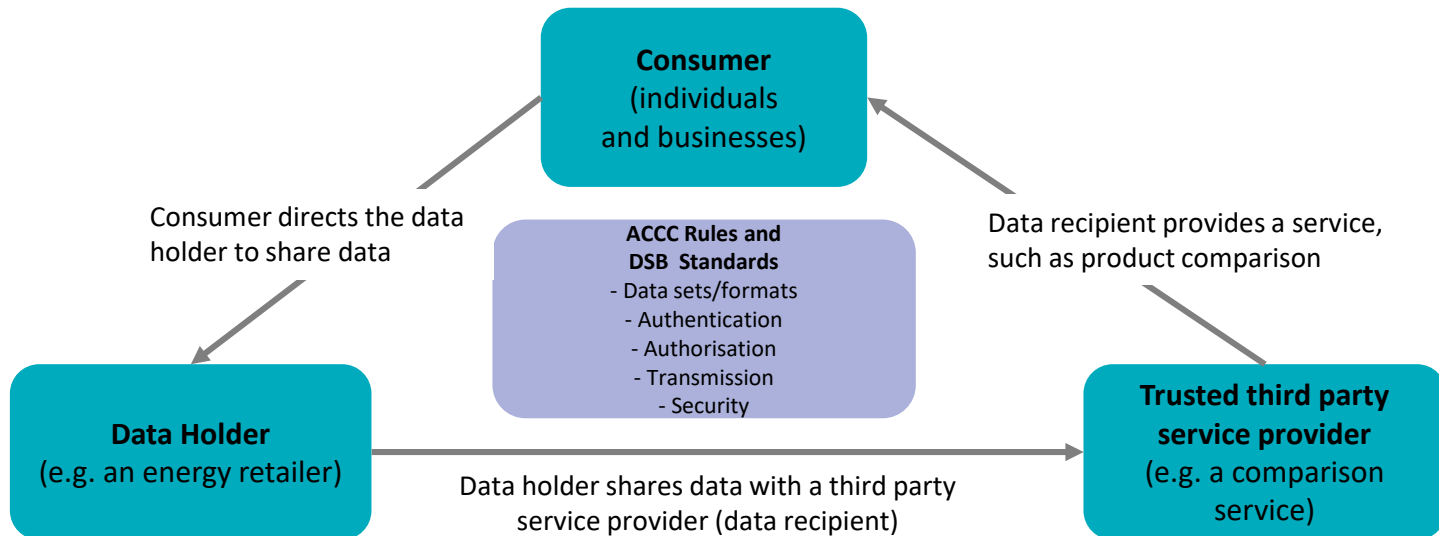 Consumer
(individuals
and businesses)
Consumer directs the data
holder to share data
ACCC Rules and
DSB  Standards
- Data sets/formats
- Authentication
- Authorisation
- Transmission
- Security
Data recipient provides a service,
such as product comparison
Data Holder
(e.g. an energy retailer)
Data holder shares data with a third party
service provider (data recipient)
Trusted third party
service provider
(e.g. a comparison
service)